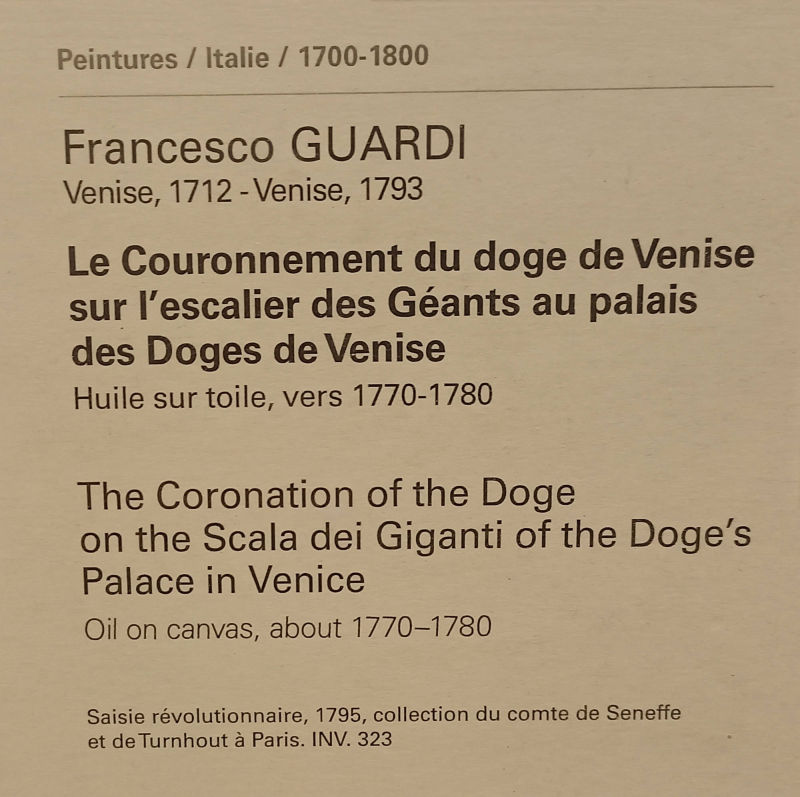 Peintures / Italie / 1700-1800
Francesco GUARDI
Venise, 1712 - Venise, 1793
Le Couronnement du doge de Venise
sur l'escalier des Géants au palais
des Doges de Venise
Huile sur toile, vers 1770-1780
The Coronation of the Doge
on the Scala dei Giganti of the Doge's
Palace in Venice
Oil on canvas, about 1770–1780
Saisie révolutionnaire, 1795, collection du comte de Seneffe
et de Turnhout à Paris. INV. 323